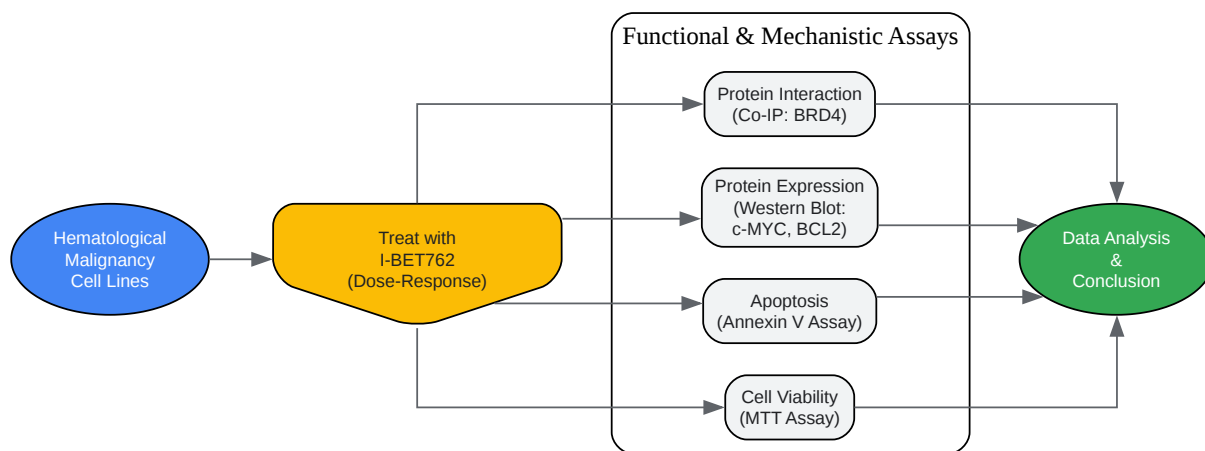 Functional & Mechanistic Assays
Protein Interaction
(Co-IP: BRD4)
Protein Expression
(Western Blot:
c-MYC, BCL2)
Hematological
Malignancy
Cell Lines
Treat with
I-BET762
(Dose-Response)
Data Analysis
&
Conclusion
Apoptosis
(Annexin V Assay)
Cell Viability
(MTT Assay)